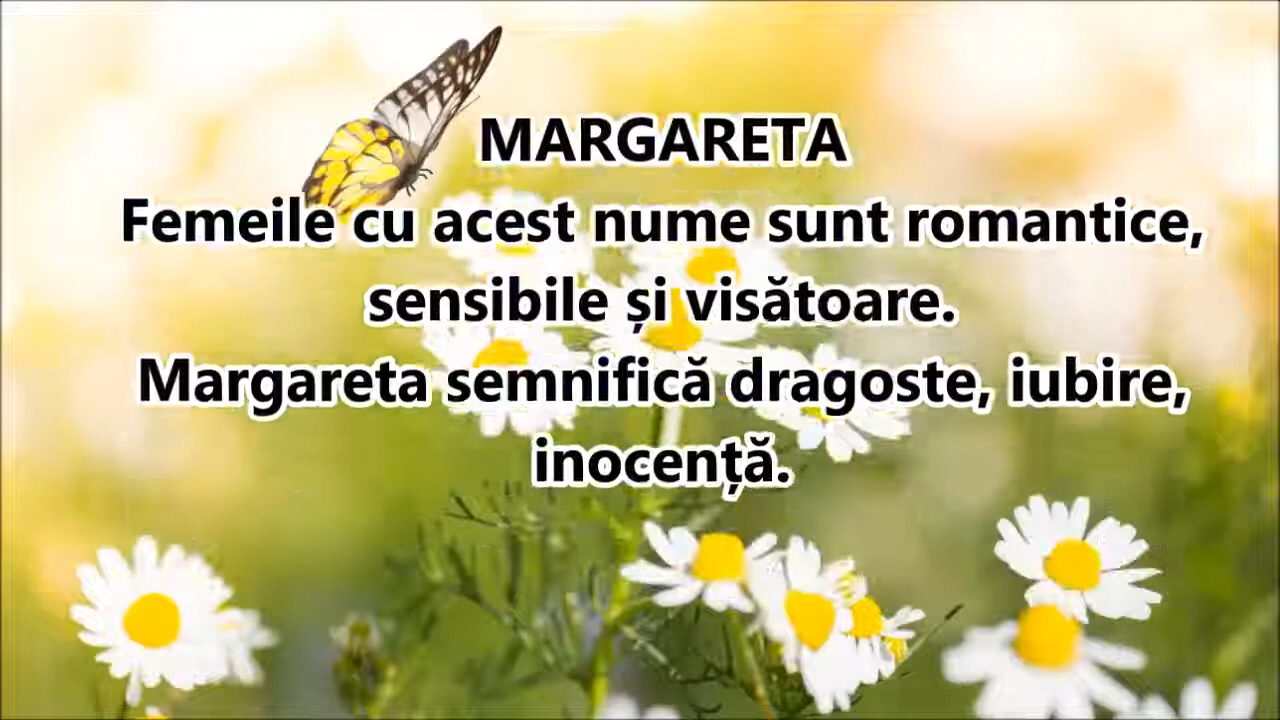 MARGARETA
Femeile cu acest nume sunt romantice,
sensibile și visătoare.
Margareta semnifică dragoste, iubire,
inocență.